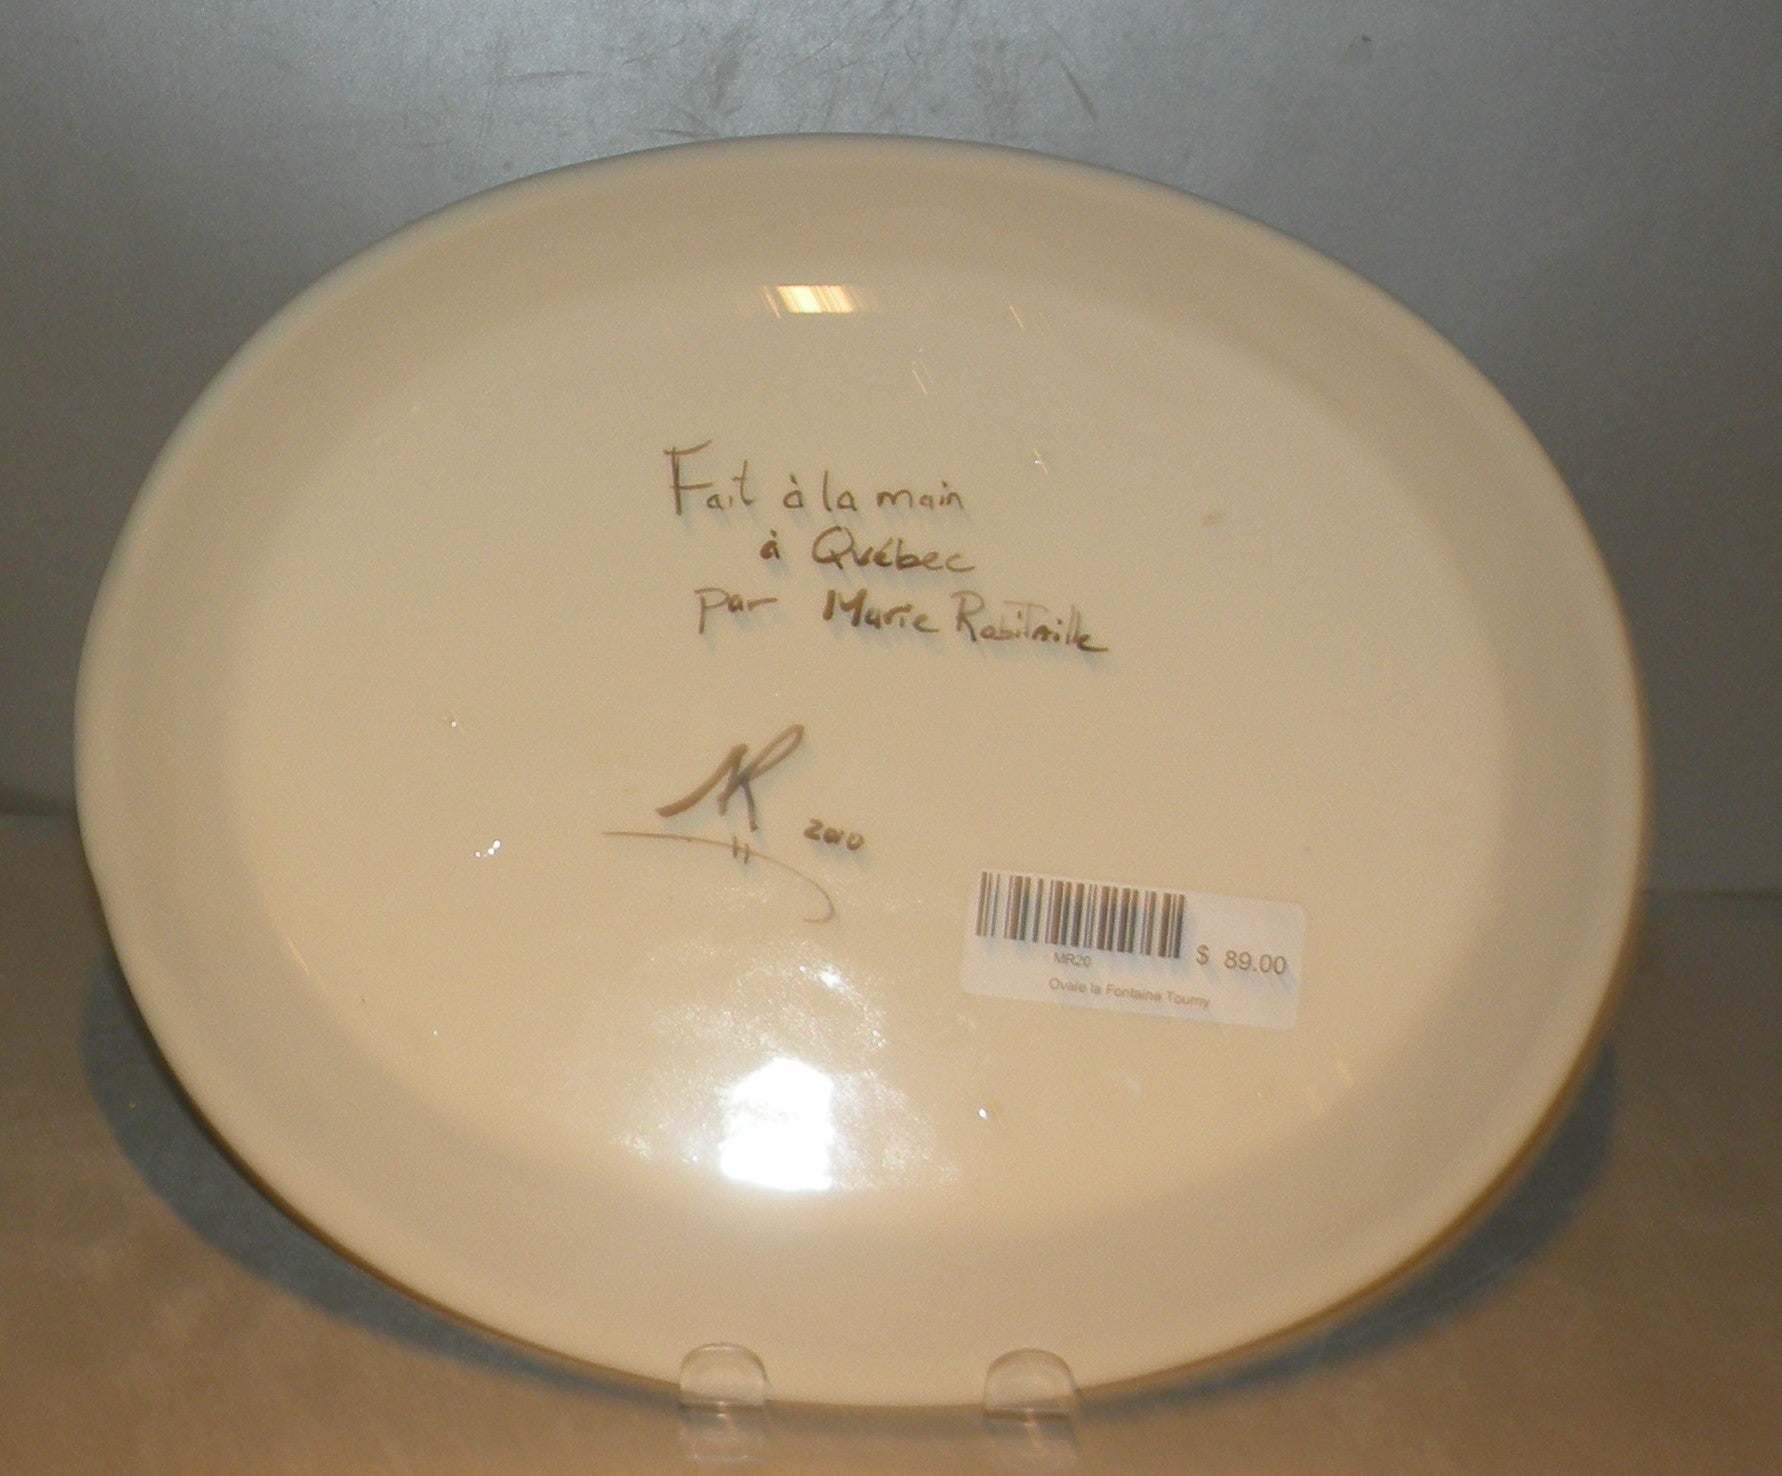 Fait à la main
à Québec
par Marie Robitaille
MR 2010
$ 89.00
MR20
Ovale la Fontaine Tourny